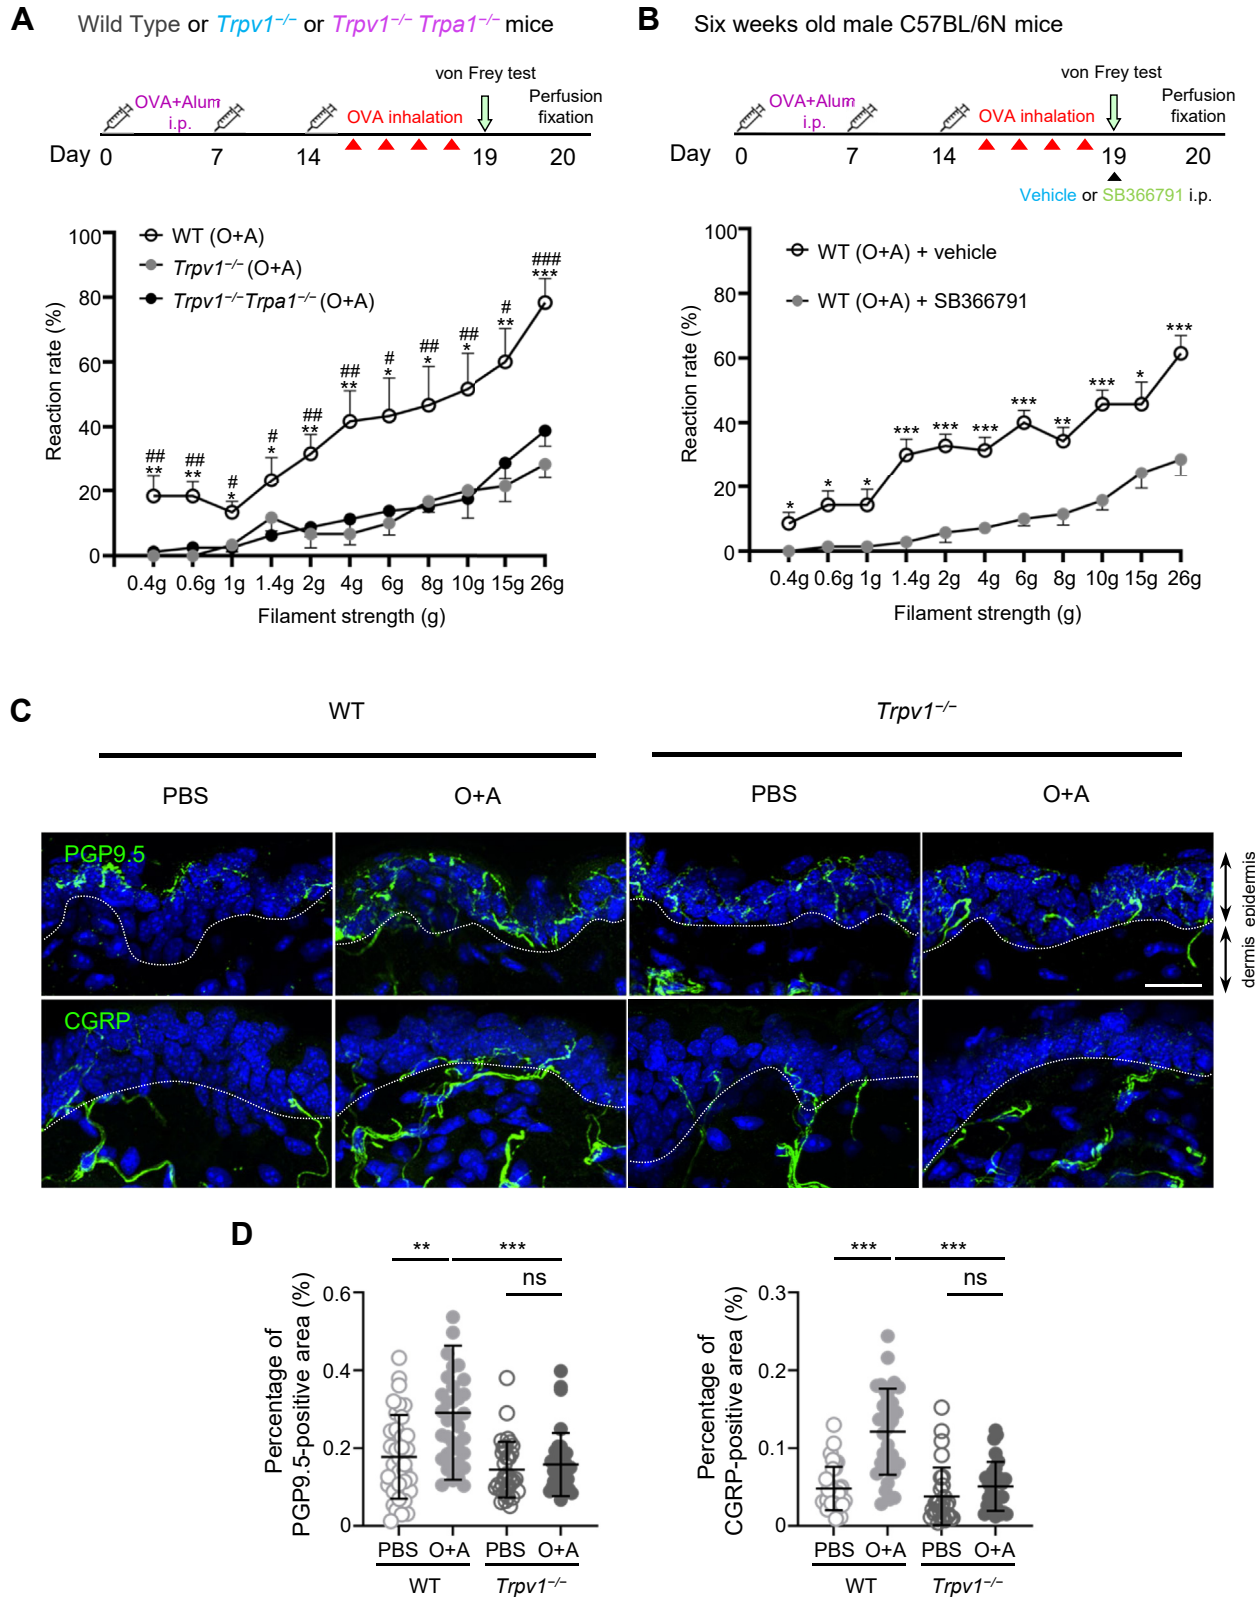 A
Wild Type or Trpv1−/− or Trpv1−/− Trpa1−/− mice
von Frey test
OVA+Alum
i.p.
OVA inhalation
Perfusion
fixation
Day 0 7 14 19 20
WT (O+A)
Trpv1−/− (O+A)
Trpv1−/−Trpa1−/− (O+A)
Reaction rate (%)
100
80
60
40
20
0
## ## # # ## ## # ## ## # ###
** ** * * ** ** * * * ** ***
0.4g 0.6g 1g 1.4g 2g 4g 6g 8g 10g 15g 26g
Filament strength (g)
B
Six weeks old male C57BL/6N mice
von Frey test
OVA+Alum
i.p.
OVA inhalation
Perfusion
fixation
Day 0 7 14 19 20
Vehicle or SB366791 i.p.
WT (O+A) + vehicle
WT (O+A) + SB366791
Reaction rate (%)
100
80
60
40
20
0
* * * *** *** *** *** ** *** * ***
0.4g 0.6g 1g 1.4g 2g 4g 6g 8g 10g 15g 26g
Filament strength (g)
C
WT Trpv1−/−
PBS O+A PBS O+A
PGP9.5
epidermis
dermis
CGRP
D
** ***
ns
Percentage of
PGP9.5-positive area (%)
0.6
0.4
0.2
0
PBS O+A PBS O+A
WT Trpv1−/−
*** ***
ns
Percentage of
CGRP-positive area (%)
0.3
0.2
0.1
0
PBS O+A PBS O+A
WT Trpv1−/−